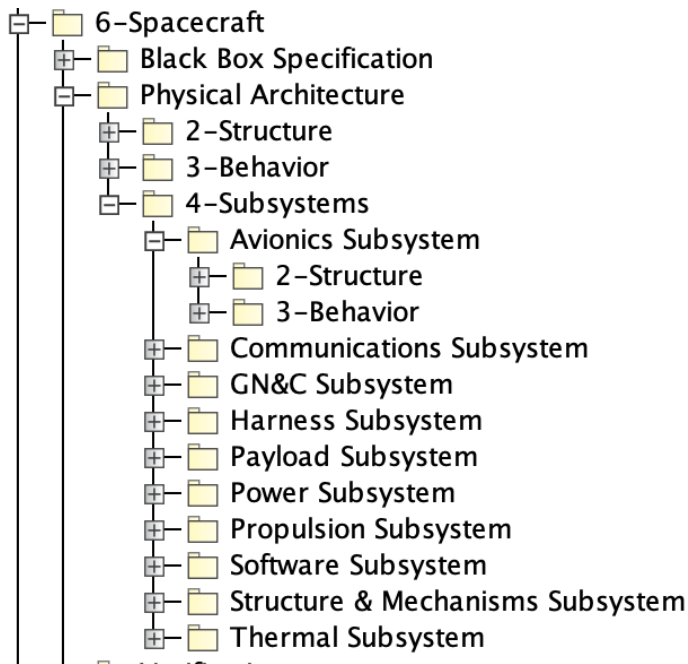 6-Spacecraft
Black Box Specification
Physical Architecture
2-Structure
3-Behavior
4-Subsystems
Avionics Subsystem
2-Structure
3-Behavior
Communications Subsystem
GN&C Subsystem
Harness Subsystem
Payload Subsystem
Power Subsystem
Propulsion Subsystem
Software Subsystem
Structure & Mechanisms Subsystem
Thermal Subsystem